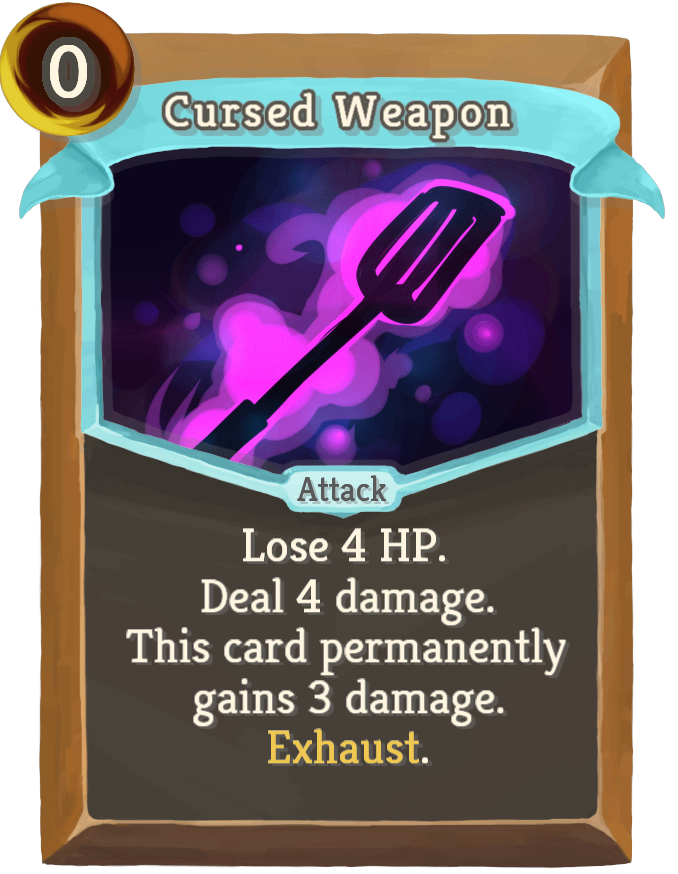 0
Cursed Weapon
Attack
Lose 4 HP.
Deal 4 damage.
This card permanently
gains 3 damage.
Exhaust.